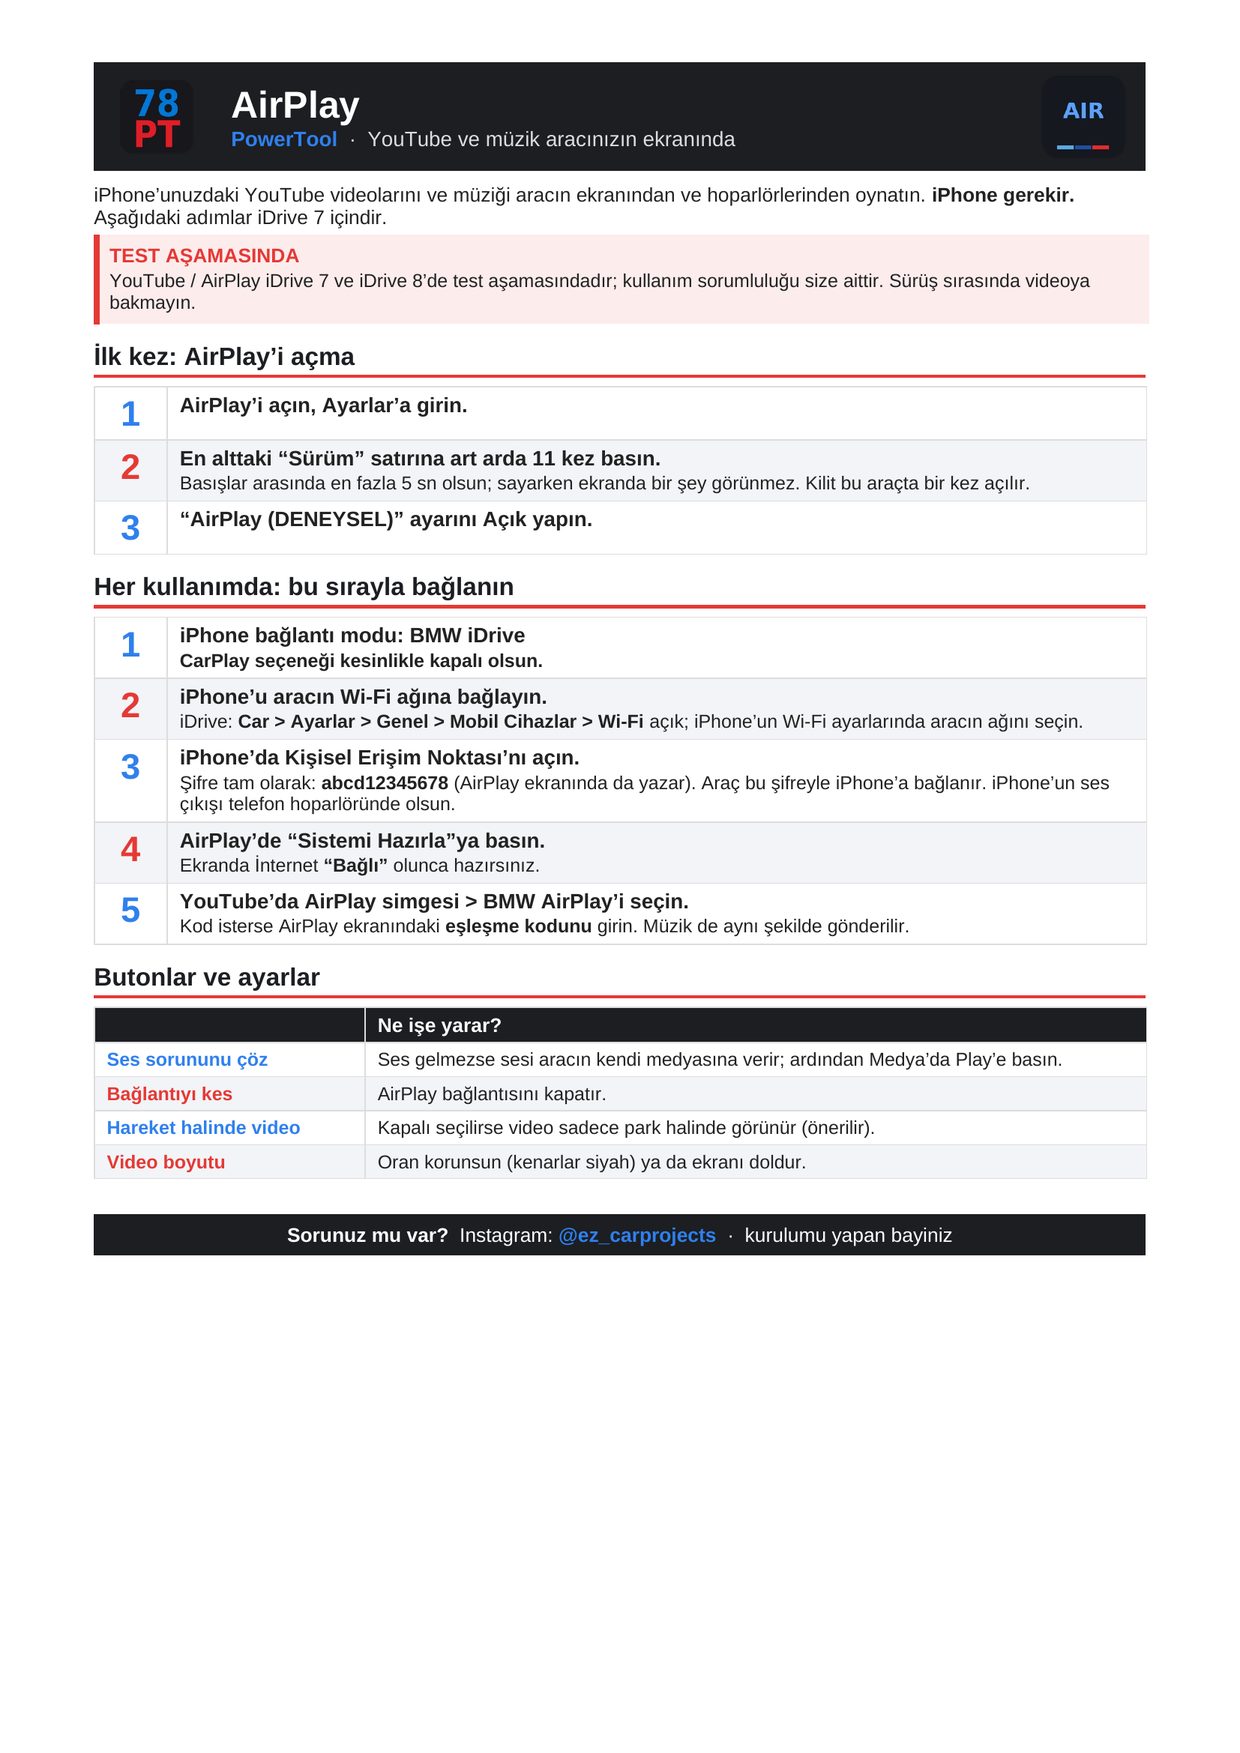 78
PT
AirPlay
PowerTool · YouTube ve müzik aracınızın ekranında
AIR
iPhone’unuzdaki YouTube videolarını ve müziği aracın ekranından ve hoparlörlerinden oynatın. iPhone gerekir.
Aşağıdaki adımlar iDrive 7 içindir.
TEST AŞAMASINDA
YouTube / AirPlay iDrive 7 ve iDrive 8’de test aşamasındadır; kullanım sorumluluğu size aittir. Sürüş sırasında videoya
bakmayın.
İlk kez: AirPlay’i açma
1
AirPlay’i açın, Ayarlar’a girin.
2
En alttaki “Sürüm” satırına art arda 11 kez basın.
Basışlar arasında en fazla 5 sn olsun; sayarken ekranda bir şey görünmez. Kilit bu araçta bir kez açılır.
3
“AirPlay (DENEYSEL)” ayarını Açık yapın.
Her kullanımda: bu sırayla bağlanın
1
iPhone bağlantı modu: BMW iDrive
CarPlay seçeneği kesinlikle kapalı olsun.
2
iPhone’u aracın Wi-Fi ağına bağlayın.
iDrive: Car > Ayarlar > Genel > Mobil Cihazlar > Wi-Fi açık; iPhone’un Wi-Fi ayarlarında aracın ağını seçin.
3
iPhone’da Kişisel Erişim Noktası’nı açın.
Şifre tam olarak: abcd12345678 (AirPlay ekranında da yazar). Araç bu şifreyle iPhone’a bağlanır. iPhone’un ses
çıkışı telefon hoparlöründe olsun.
4
AirPlay’de “Sistemi Hazırla”ya basın.
Ekranda İnternet “Bağlı” olunca hazırsınız.
5
YouTube’da AirPlay simgesi > BMW AirPlay’i seçin.
Kod isterse AirPlay ekranındaki eşleşme kodunu girin. Müzik de aynı şekilde gönderilir.
Butonlar ve ayarlar
Ne işe yarar?
Ses sorununu çöz Ses gelmezse sesi aracın kendi medyasına verir; ardından Medya’da Play’e basın.
Bağlantıyı kes AirPlay bağlantısını kapatır.
Hareket halinde video Kapalı seçilirse video sadece park halinde görünür (önerilir).
Video boyutu Oran korunsun (kenarlar siyah) ya da ekranı doldur.
Sorunuz mu var? Instagram: @ez_carprojects · kurulumu yapan bayiniz